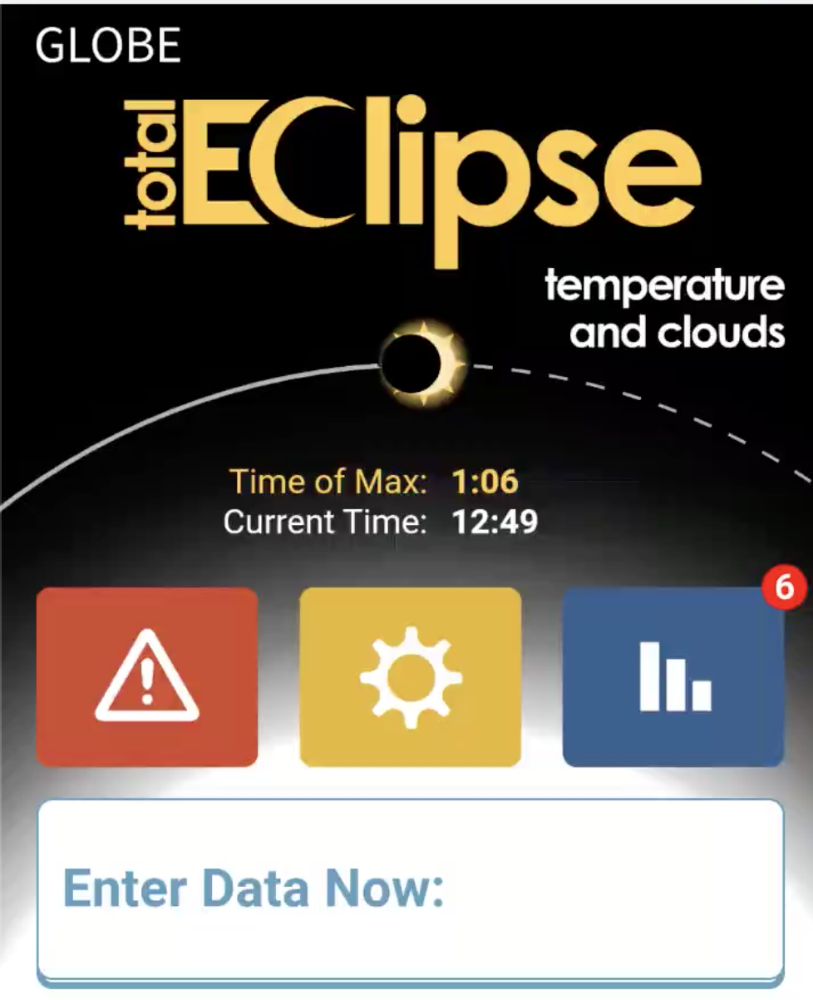 GLOBE
total EClipse
temperature
and clouds
Time of Max: 1:06
Current Time: 12:49
6
Enter Data Now: